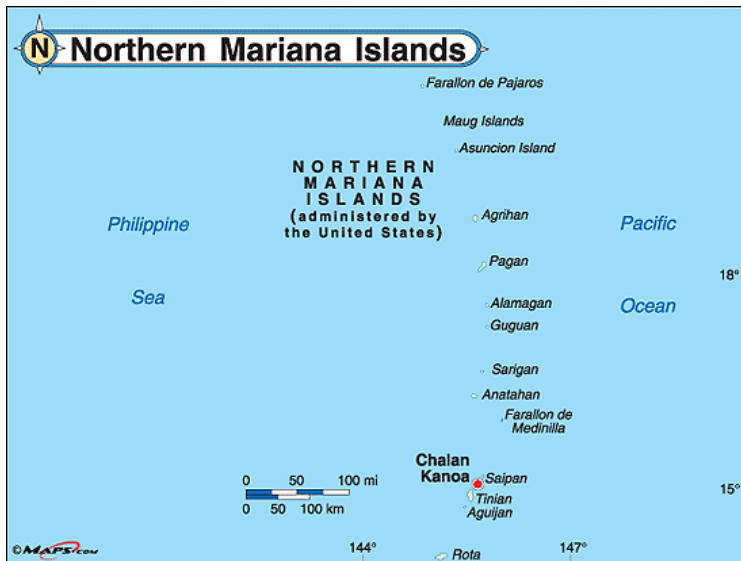 N Northern Mariana Islands
Farallon de Pajaros
Maug Islands
Asuncion Island
NORTHERN
MARIANA
ISLANDS
(administered by
the United States)
Agrihan
Philippine
Pacific
Pagan
18°
Sea
Alamagan
Ocean
Guguan
Sarigan
Anatahan
Farallon de
Medinilla
Chalan
Kanoa
Saipan
0 50 100 mi
0 50 100 km
15°
Tinian
Aguijan
©MAPS.COM
144°
147°
Rota